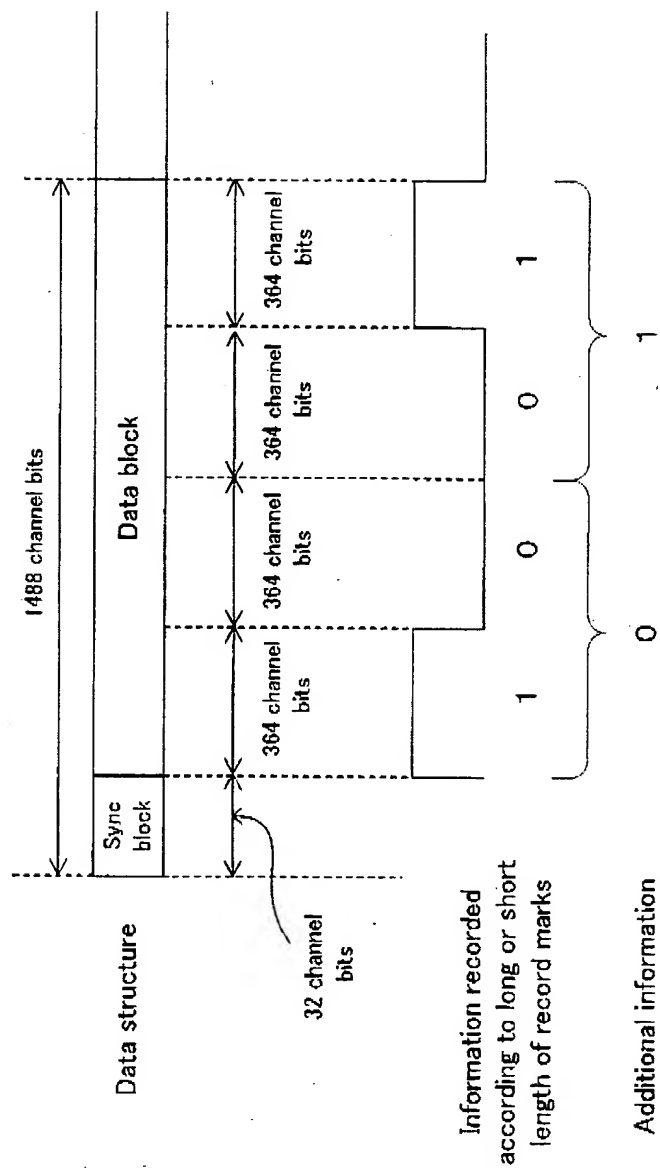 1488 channel bits
Data structure
Sync
block
Data block
32 channel
bits
364 channel
bits
364 channel
bits
364 channel
bits
364 channel
bits
Information recorded
according to long or short
length of record marks
1
0
0
1
Additional information
0
1